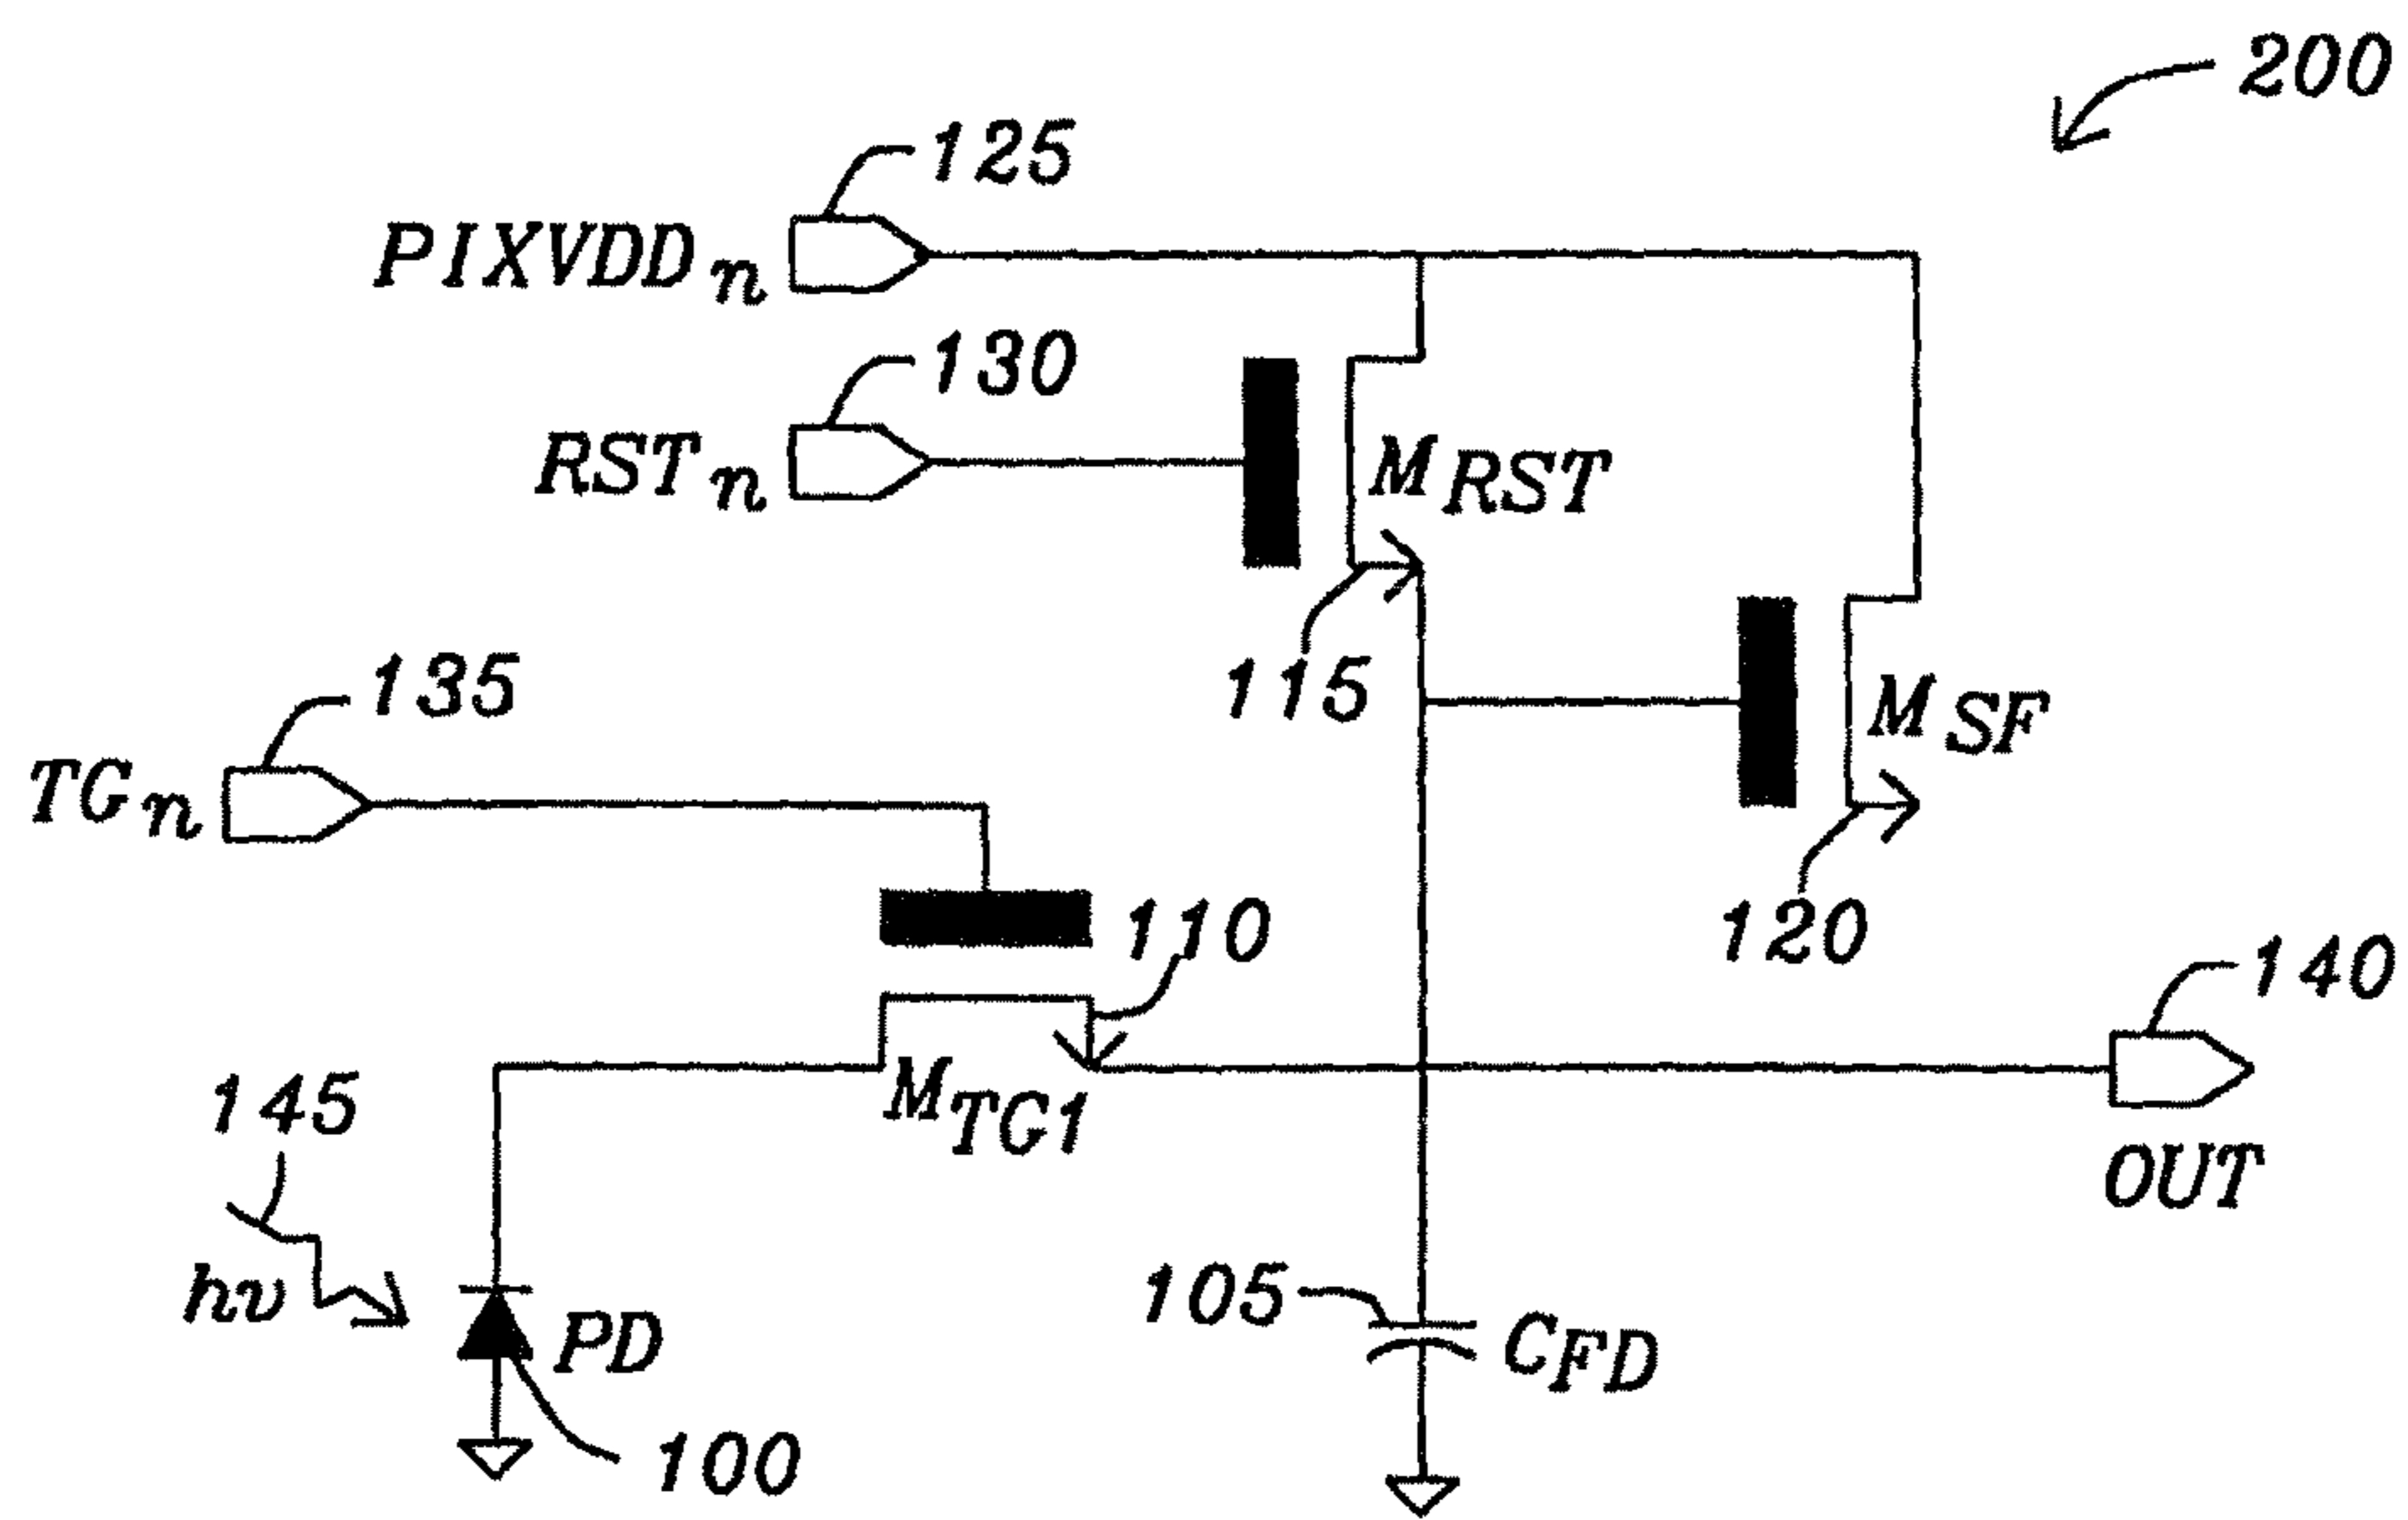 200
125
PIXVDDn
130
RSTn
MRST
115
135
TGn
MSF
110
120
140
MTG1
145
OUT
hν
105
PD
CFD
100